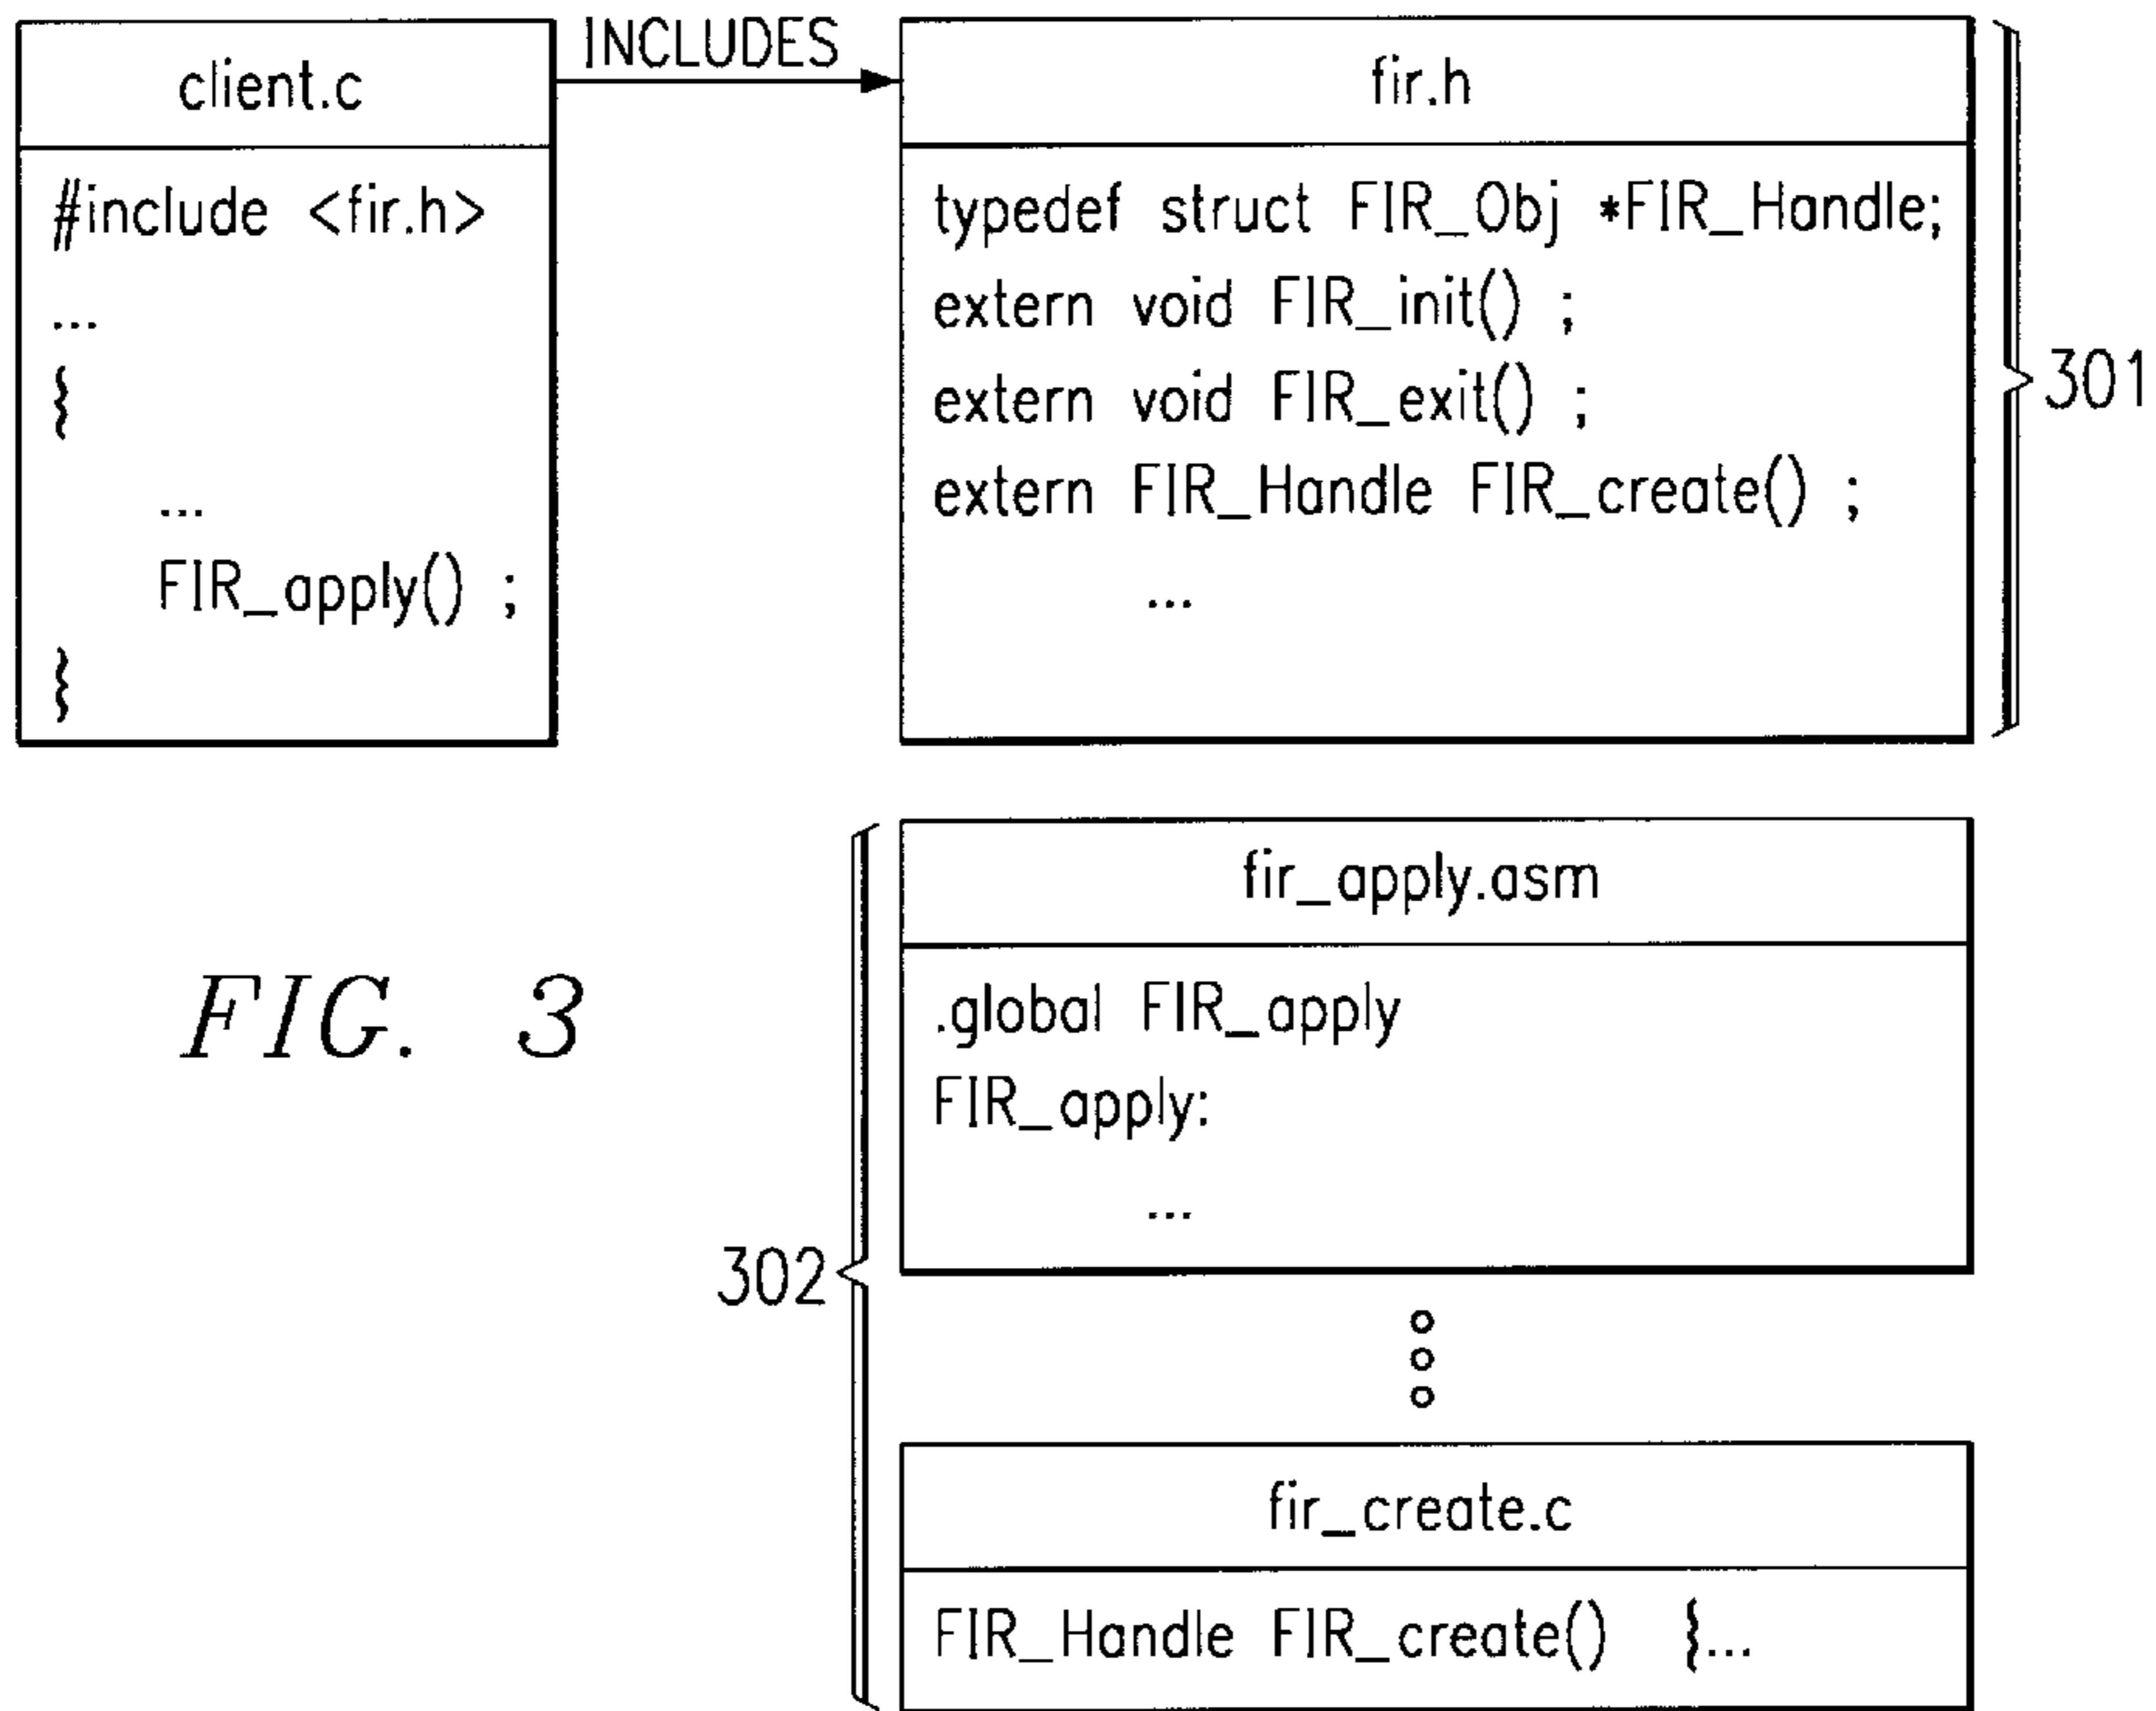 client.c
#include <fir.h>
...
{
...
FIR_apply() ;
}
INCLUDES
fir.h
typedef struct FIR_Obj *FIR_Handle;
extern void FIR_init() ;
extern void FIR_exit() ;
extern FIR_Handle FIR_create() ;
...
301
FIG. 3
302
fir_apply.asm
.global FIR_apply
FIR_apply:
...
fir_create.c
FIR_Handle FIR_create() {...